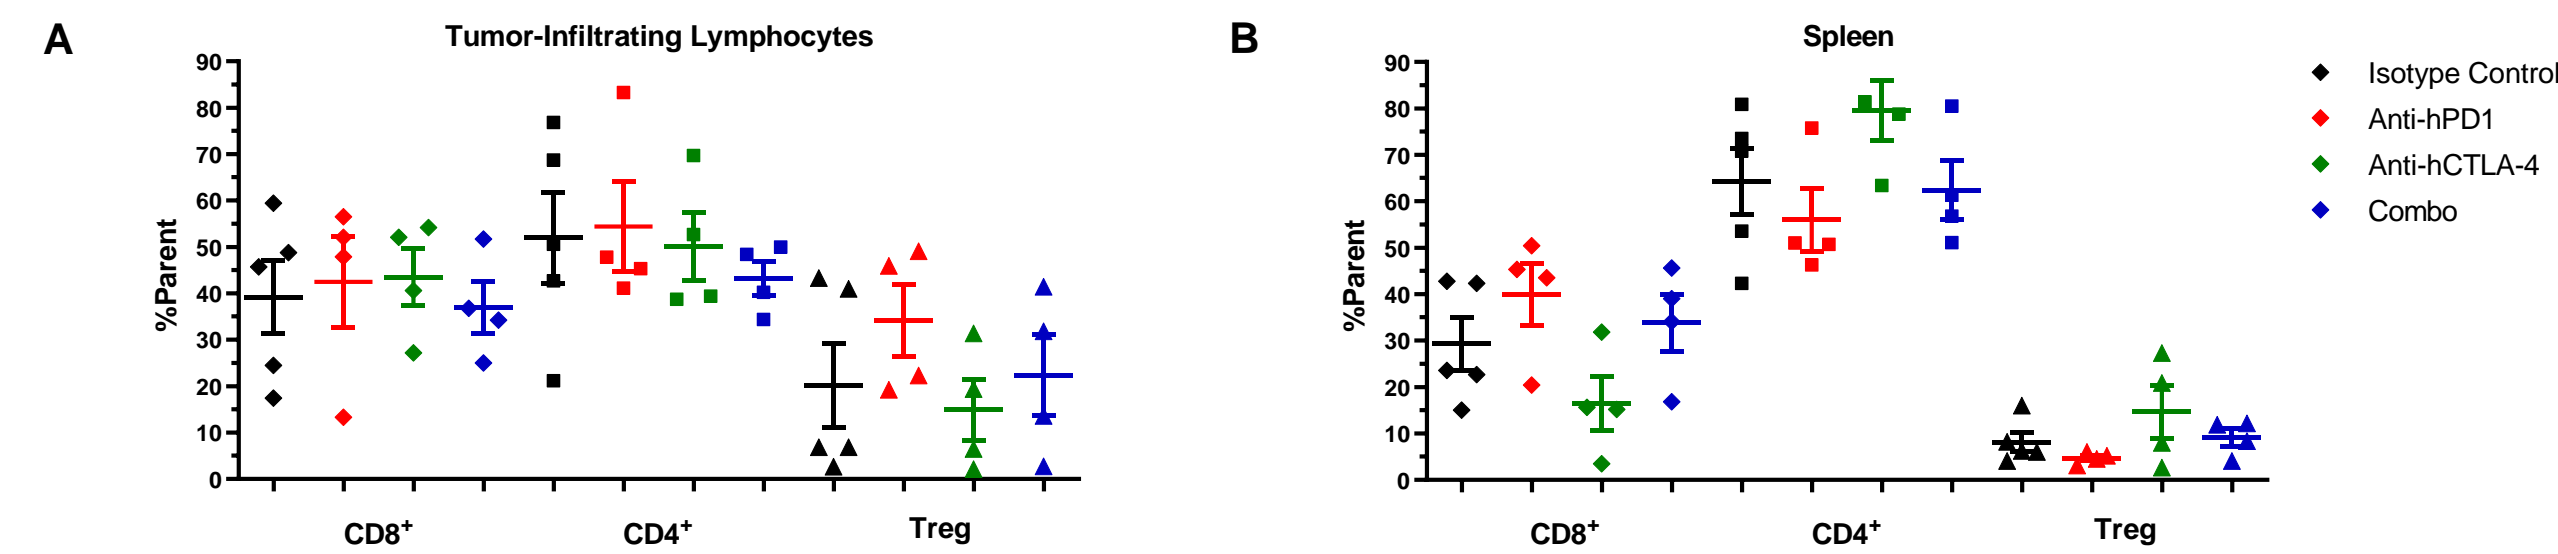 A
Tumor-Infiltrating Lymphocytes
%Parent
90
80
70
60
50
40
30
20
10
0
CD8+
CD4+
Treg
B
Spleen
%Parent
90
80
70
60
50
40
30
20
10
0
CD8+
CD4+
Treg
Isotype Control
Anti-hPD1
Anti-hCTLA-4
Combo